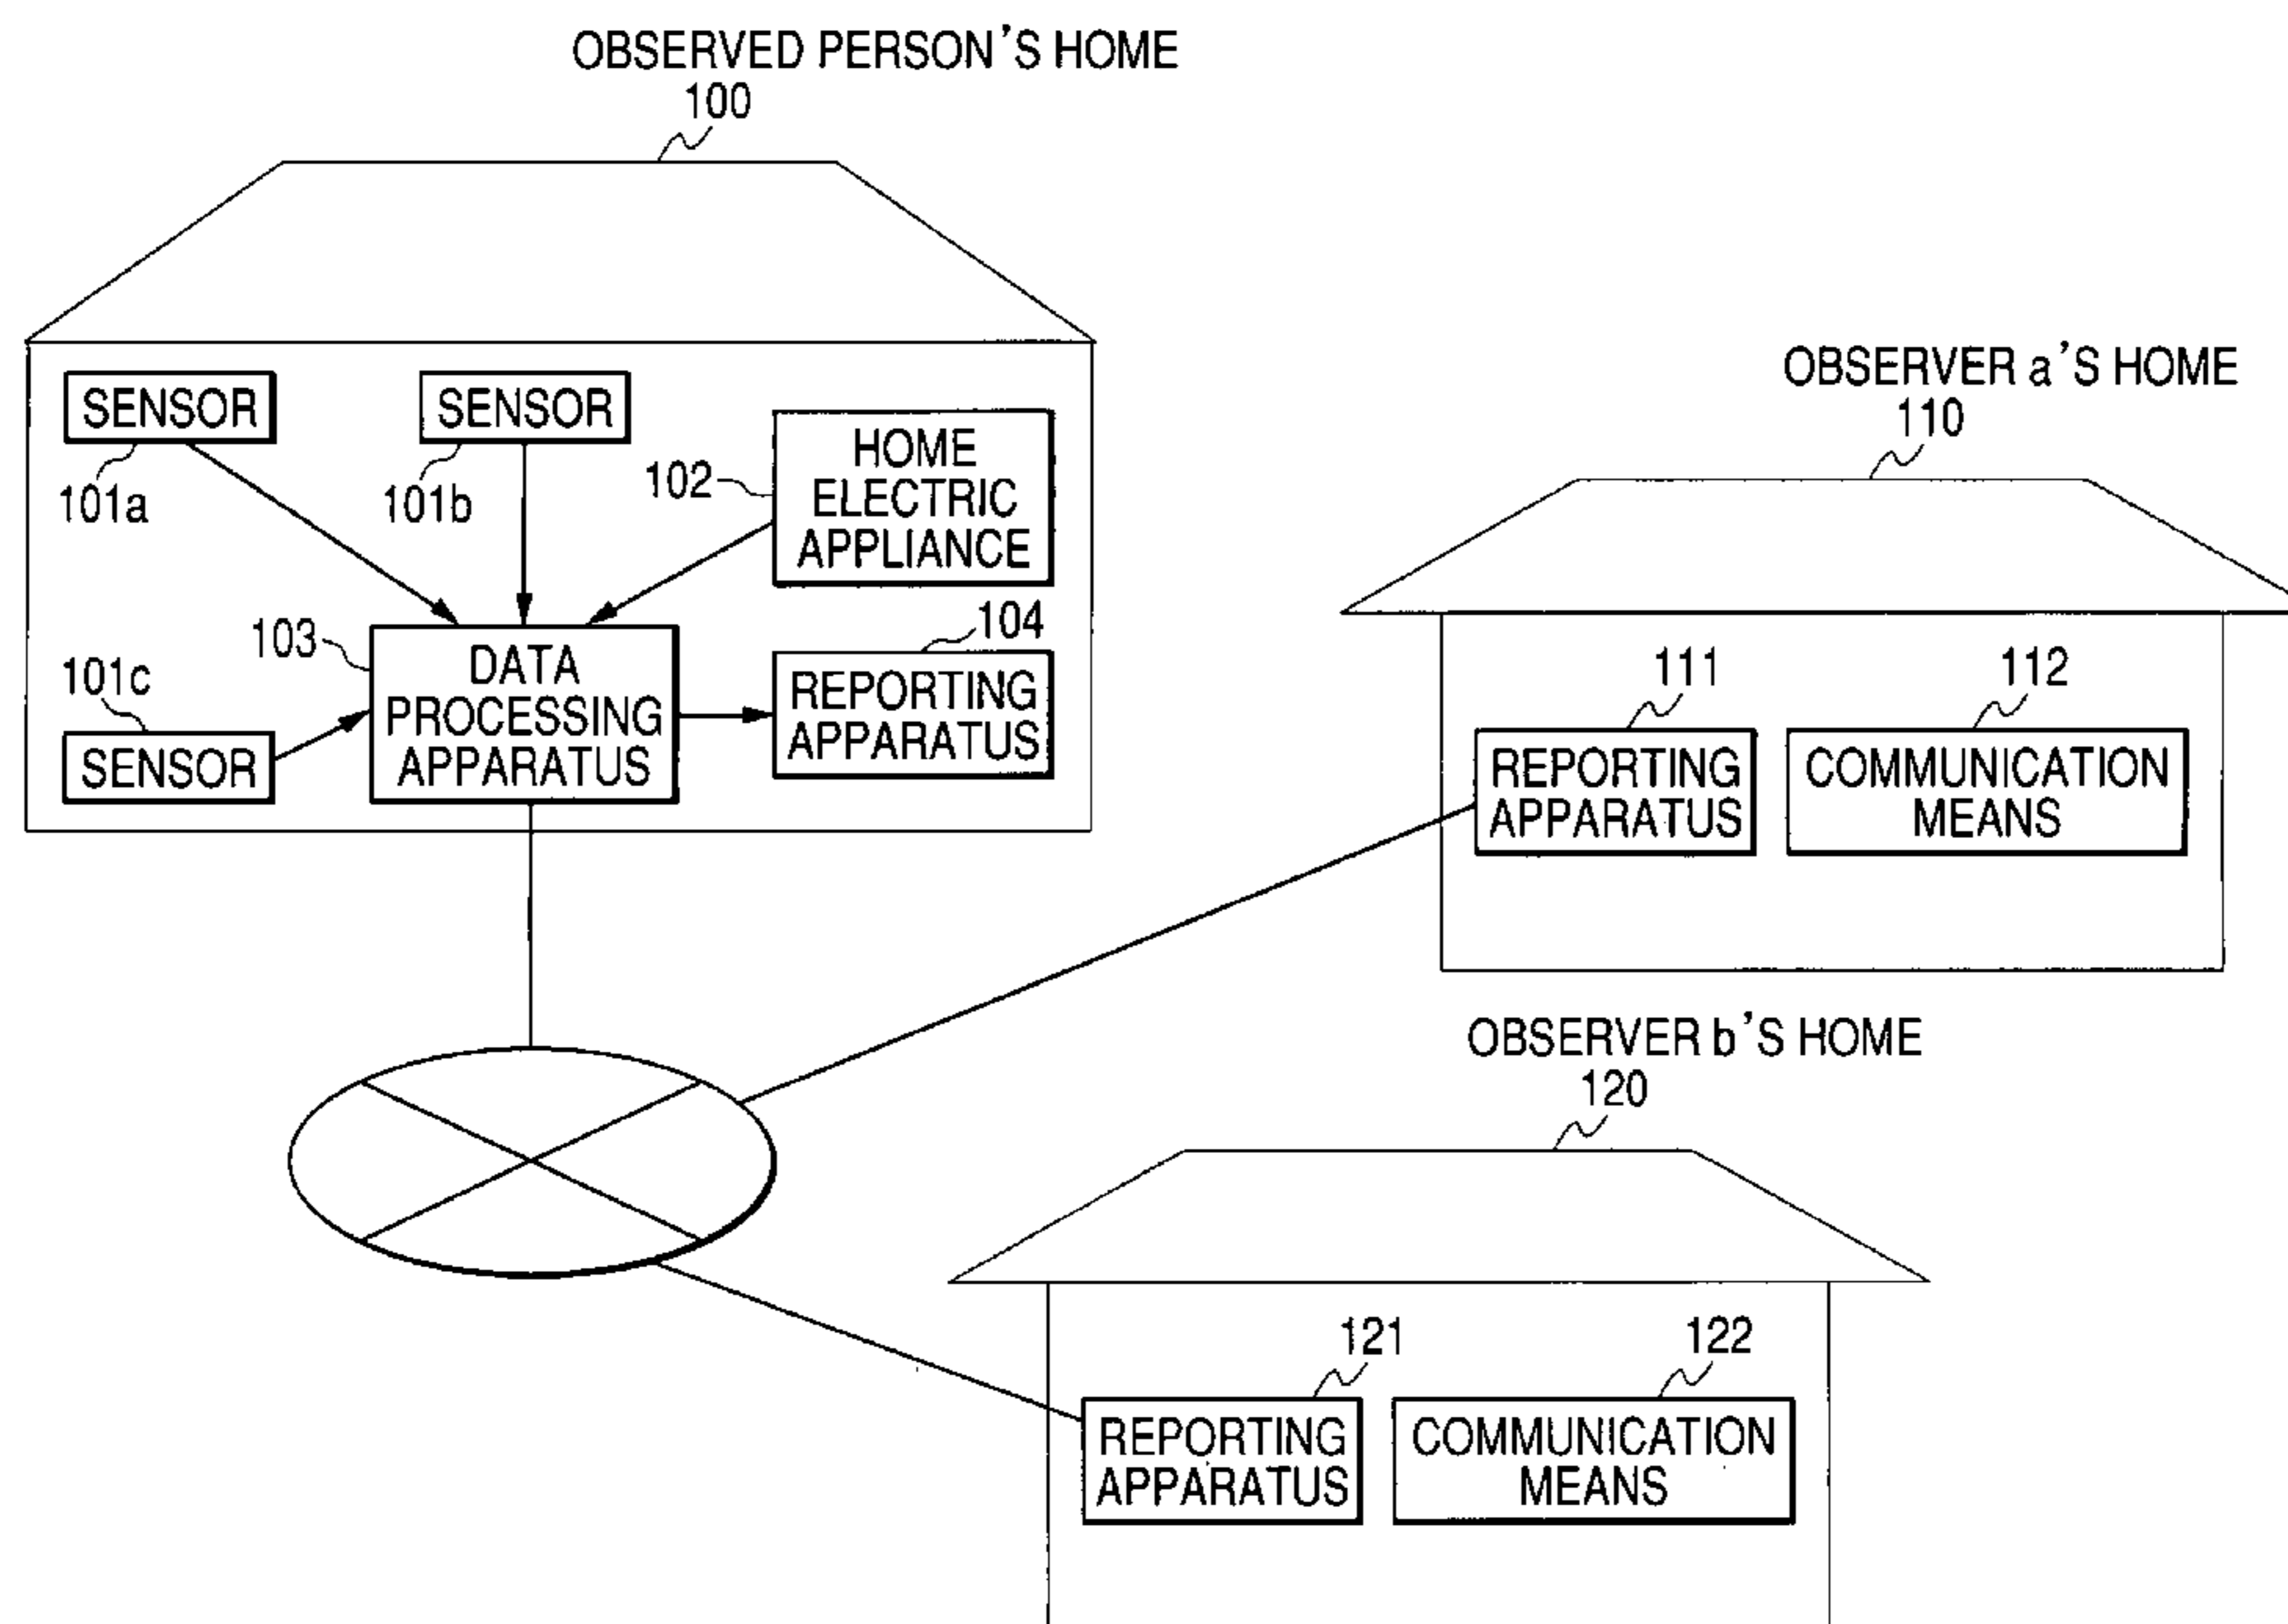 OBSERVED PERSON'S HOME
100
SENSOR
101a
SENSOR
101b
HOME
ELECTRIC
APPLIANCE
102
103
DATA
PROCESSING
APPARATUS
104
REPORTING
APPARATUS
101c
SENSOR
OBSERVER a'S HOME
110
111
REPORTING
APPARATUS
112
COMMUNICATION
MEANS
OBSERVER b'S HOME
120
121
REPORTING
APPARATUS
122
COMMUNICATION
MEANS